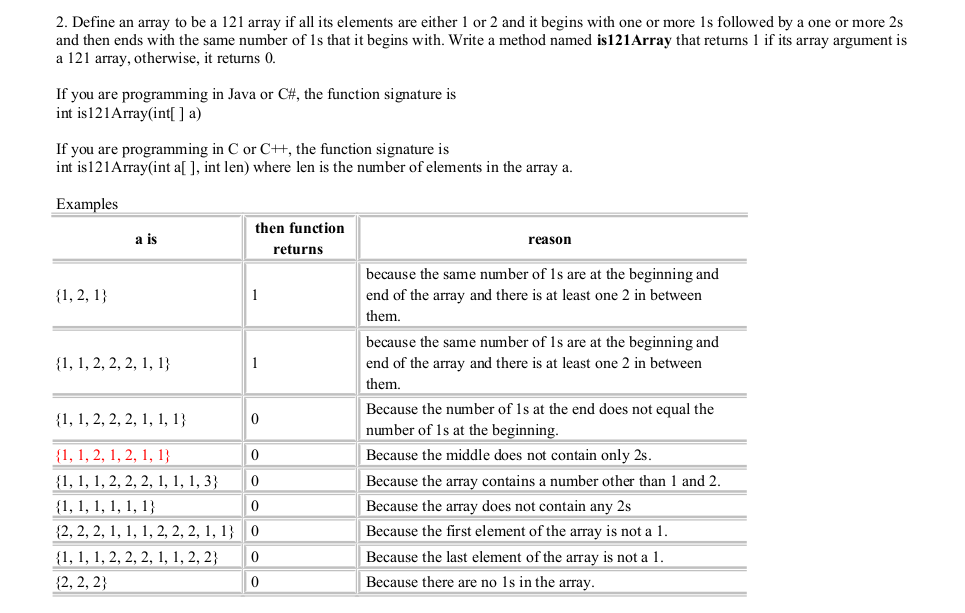 2. Define an array to be a 121 array if all its elements are either 1 or 2 and it begins with one or more 1s followed by a one or more 2s
and then ends with the same number of 1s that it begins with. Write a method named is121Array that returns 1 if its array argument is
a 121 array, otherwise, it returns 0.
If you are programming in Java or C#, the function signature is
int is121Array(int[ ] a)
If you are programming in C or C++, the function signature is
int is121Array(int a[ ], int len) where len is the number of elements in the array a.
Examples
a is
then function
returns
reason
{1, 2, 1}
1
because the same number of 1s are at the beginning and
end of the array and there is at least one 2 in between
them.
{1, 1, 2, 2, 2, 1, 1}
1
because the same number of 1s are at the beginning and
end of the array and there is at least one 2 in between
them.
{1, 1, 2, 2, 2, 1, 1, 1}
0
Because the number of 1s at the end does not equal the
number of 1s at the beginning.
{1, 1, 2, 1, 2, 1, 1}
0
Because the middle does not contain only 2s.
{1, 1, 1, 2, 2, 2, 1, 1, 1, 3}
0
Because the array contains a number other than 1 and 2.
{1, 1, 1, 1, 1, 1}
0
Because the array does not contain any 2s
{2, 2, 2, 1, 1, 1, 2, 2, 2, 1, 1}
0
Because the first element of the array is not a 1.
{1, 1, 1, 2, 2, 2, 1, 1, 2, 2}
0
Because the last element of the array is not a 1.
{2, 2, 2}
0
Because there are no 1s in the array.